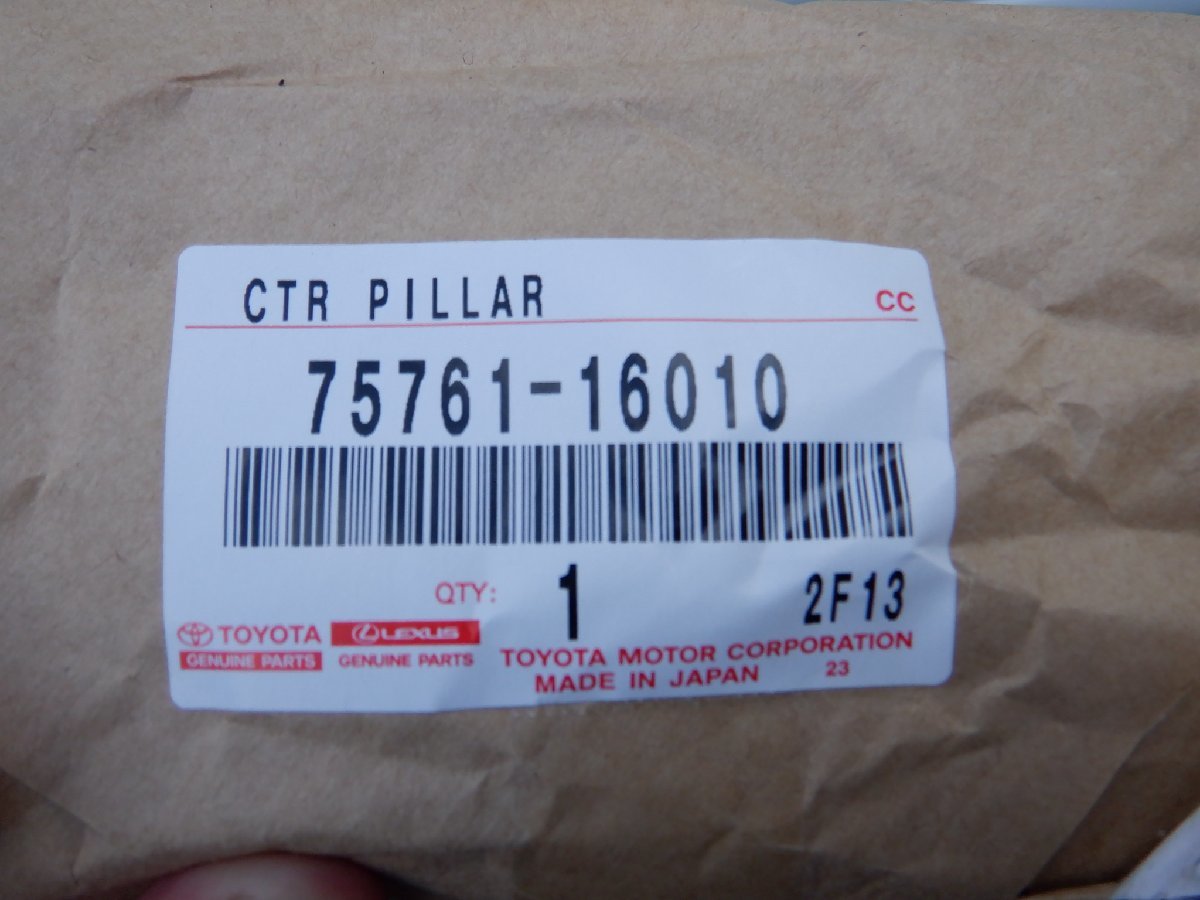 CTR PILLAR CC
75761-16010
QTY: 1 2F13
TOYOTA LEXUS
GENUINE PARTS GENUINE PARTS
TOYOTA MOTOR CORPORATION
MADE IN JAPAN 23